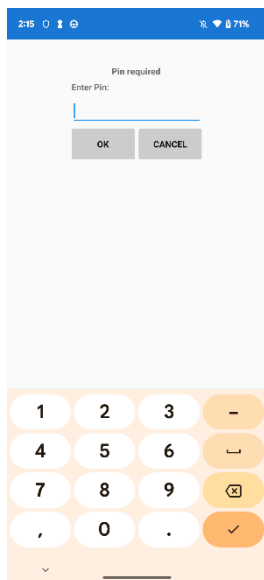 2:15 71%
Pin required
Enter Pin:
OK CANCEL
1 2 3 -
4 5 6
7 8 9
, 0 .